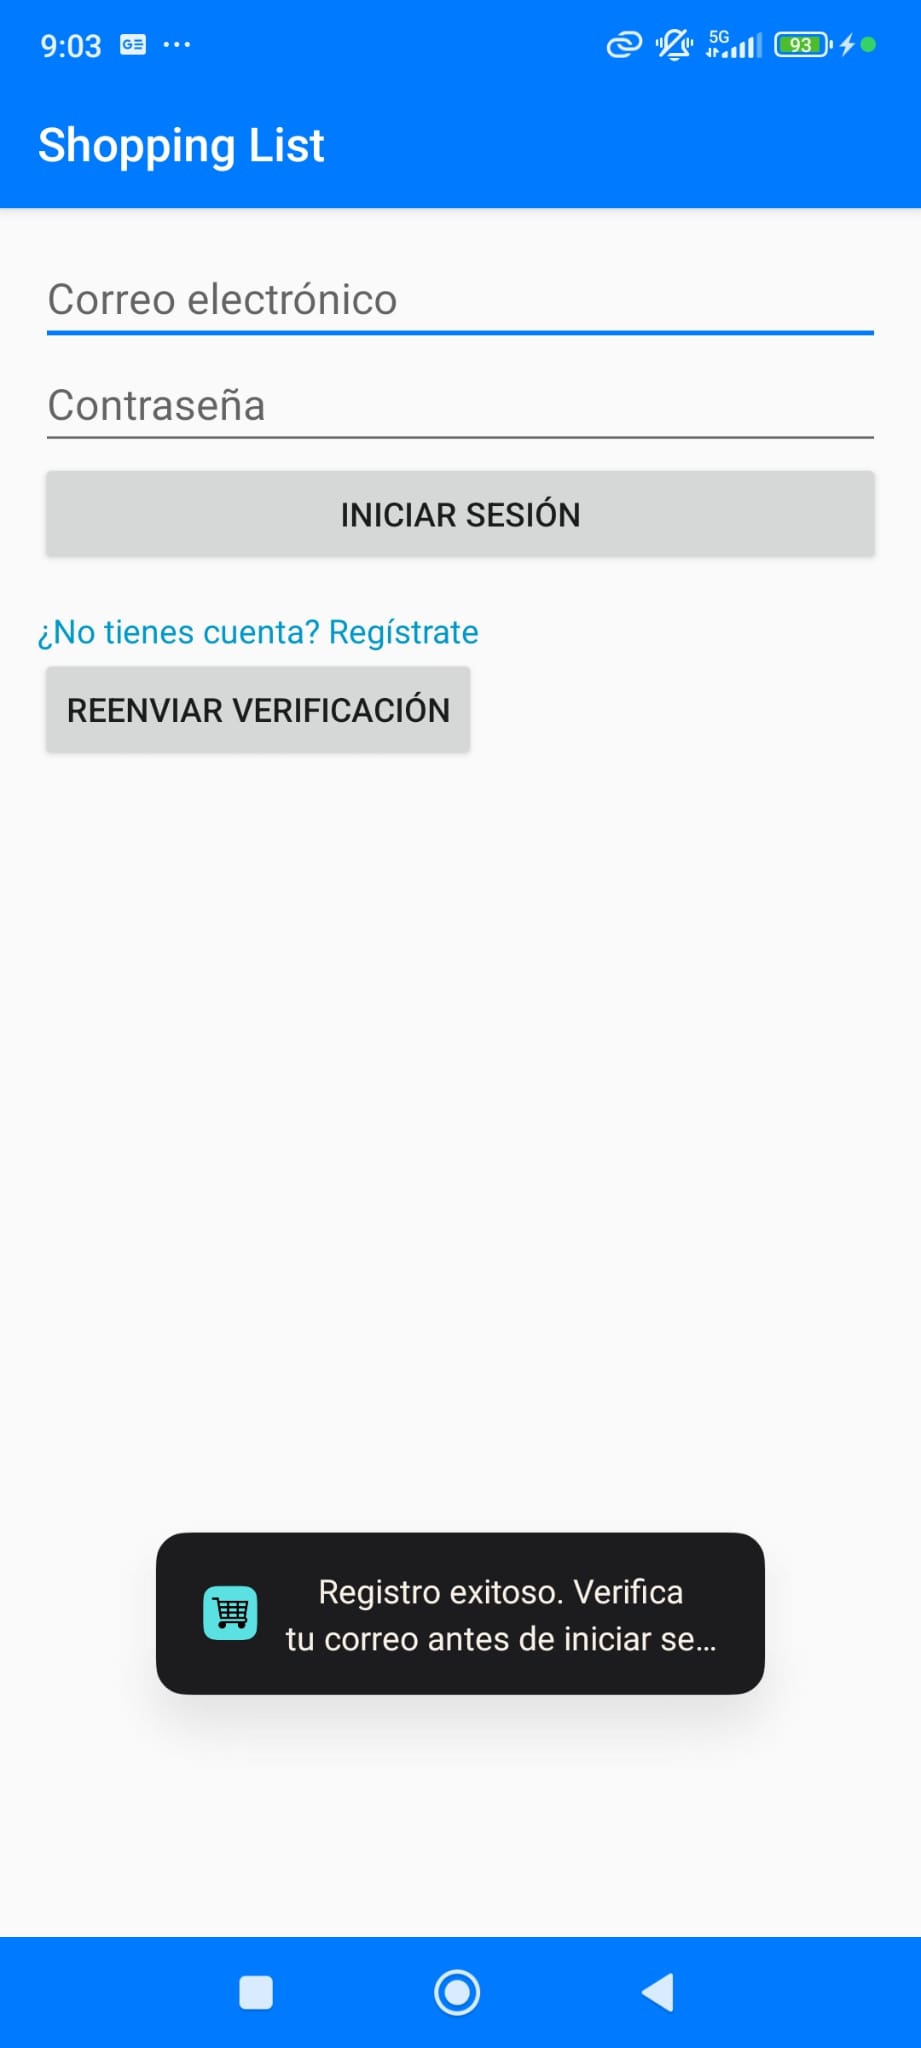 9:03 GE ...
5G 93
Shopping List
Correo electrónico
Contraseña
INICIAR SESIÓN
¿No tienes cuenta? Regístrate
REENVIAR VERIFICACIÓN
Registro exitoso. Verifica
tu correo antes de iniciar se...